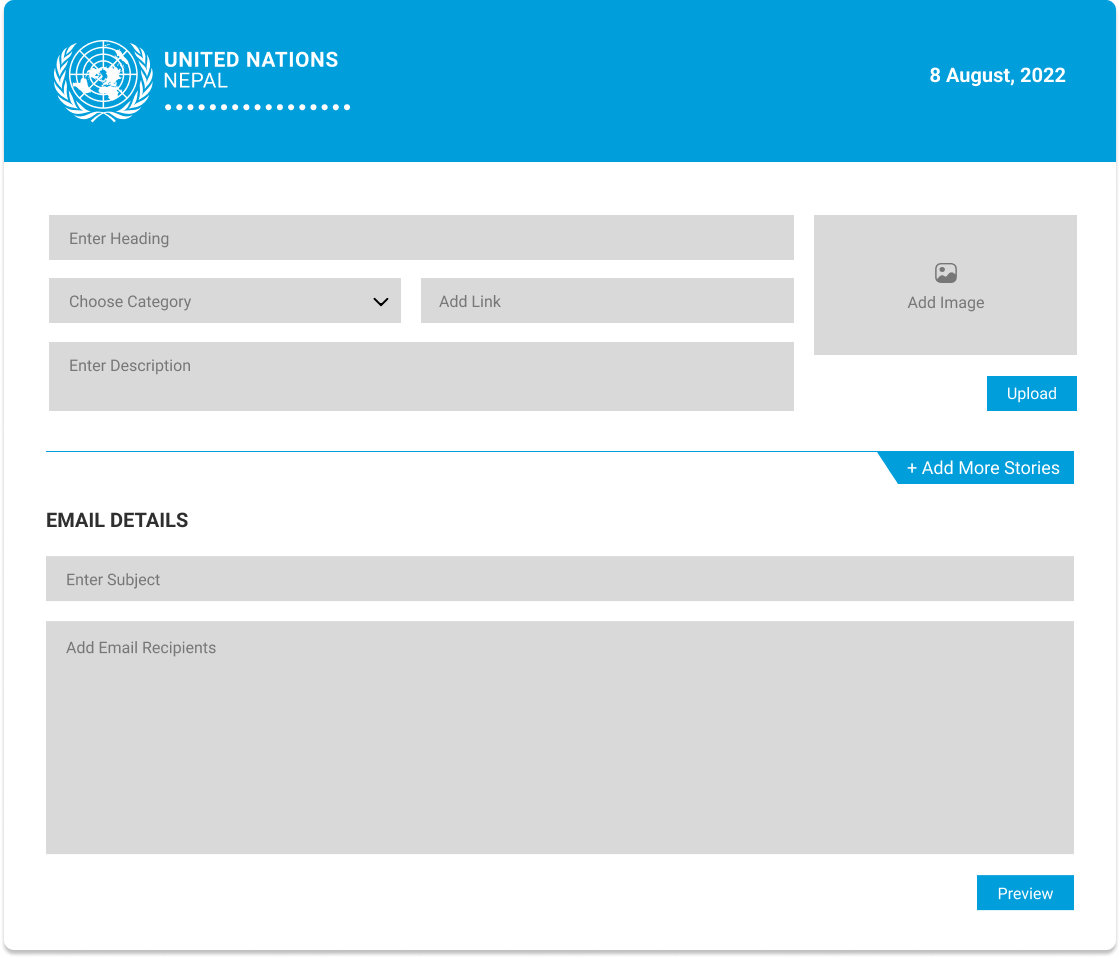 UNITED NATIONS
NEPAL
8 August, 2022
Enter Heading
Choose Category
Add Link
Enter Description
Add Image
Upload
+ Add More Stories
EMAIL DETAILS
Enter Subject
Add Email Recipients
Preview